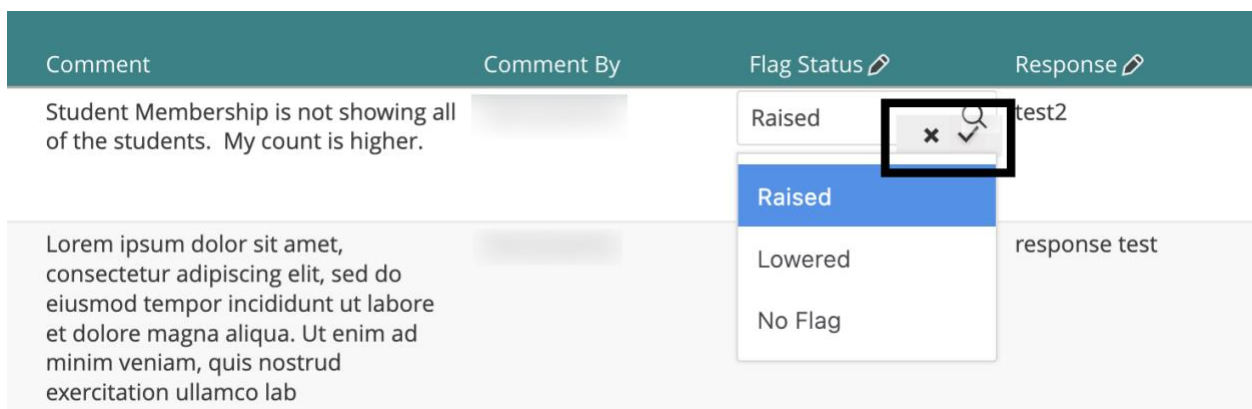 Comment Comment By Flag Status Response
Student Membership is not showing all
of the students.  My count is higher.
Raised
test2
Raised
Lowered
No Flag
Lorem ipsum dolor sit amet,
consectetur adipiscing elit, sed do
eiusmod tempor incididunt ut labore
et dolore magna aliqua. Ut enim ad
minim veniam, quis nostrud
exercitation ullamco lab
response test